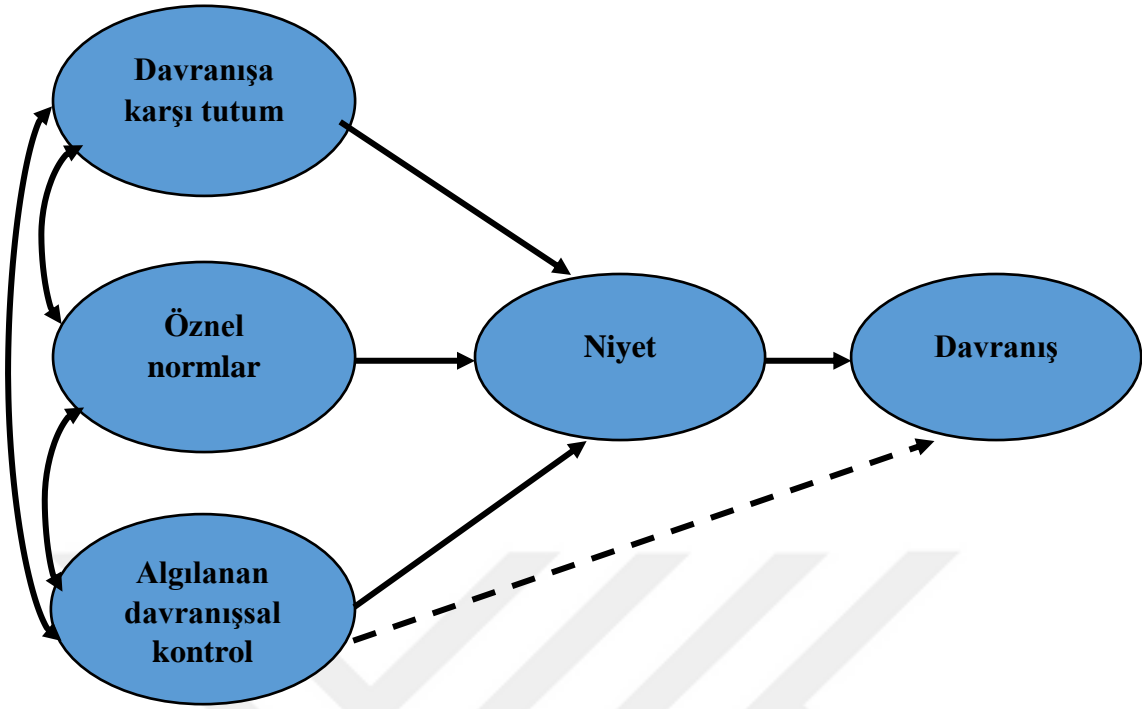 Davranışa
karşı tutum
Öznel
normlar
Niyet
Davranış
Algılanan
davranışsal
kontrol